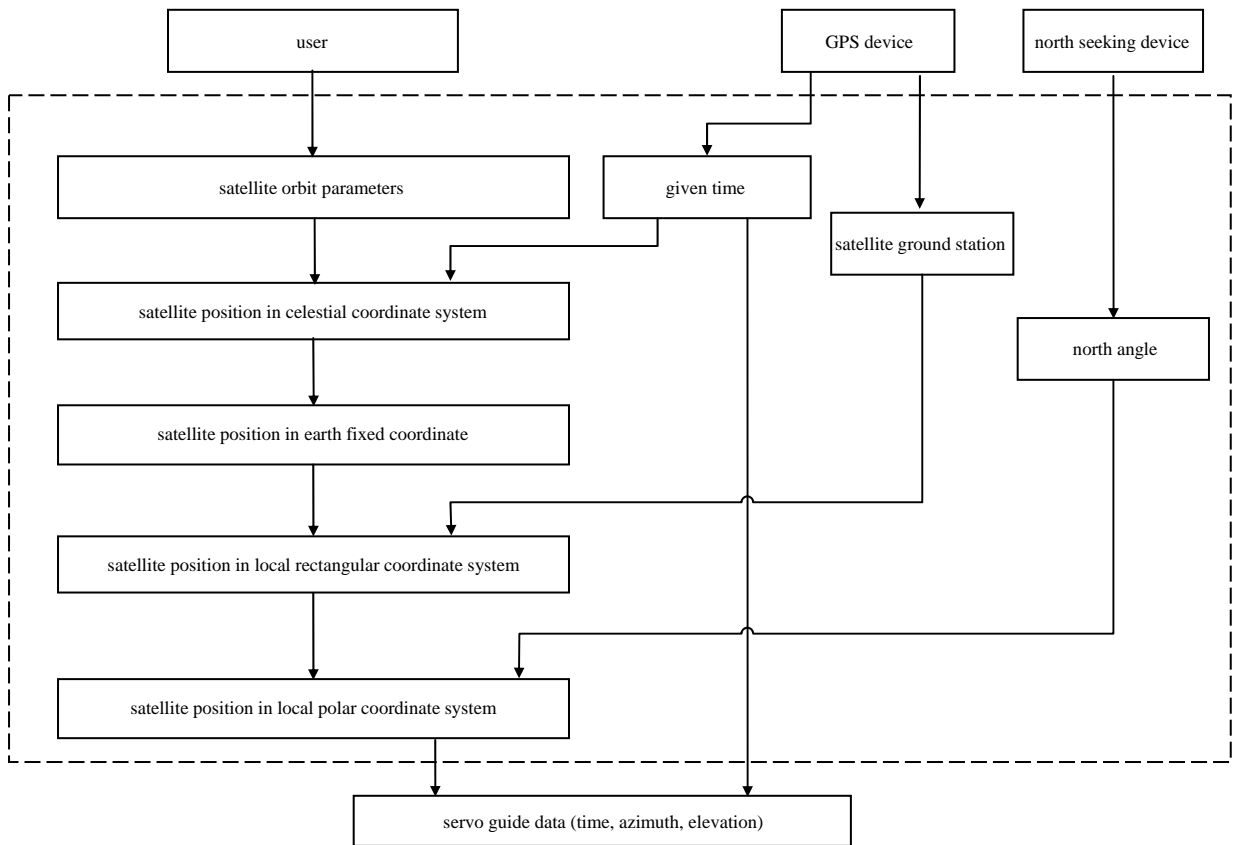 user
GPS device
north seeking device
satellite orbit parameters
given time
satellite ground station
satellite position in celestial coordinate system
north angle
satellite position in earth fixed coordinate
satellite position in local rectangular coordinate system
satellite position in local polar coordinate system
servo guide data (time, azimuth, elevation)